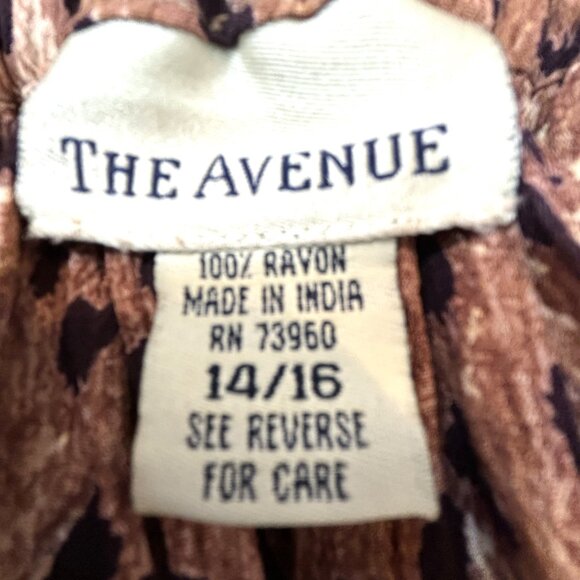 THE AVENUE
100% RAYON
MADE IN INDIA
RN 73960
14/16
SEE REVERSE
FOR CARE